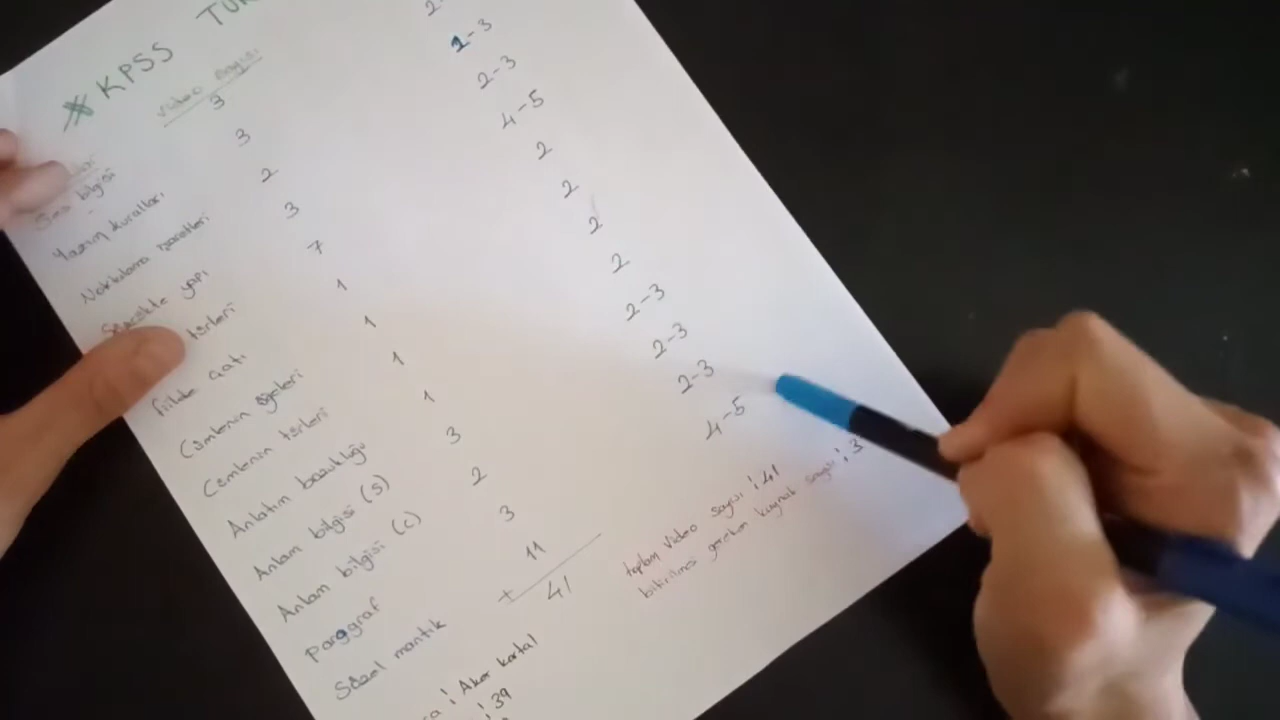 * KPSS TÜR
Video sayısı
Ses bilgisi 3
Yazım kuralları 3 1-3
Noktalama işaretleri 2 2-3
Sözcükte yapı 3 4-5
türleri 7 2
fiilde çatı 1 2
Cümlenin öğeleri 1 2
Cümlenin türleri 1 2
Anlatım bozukluğu 1 2-3
Anlam bilgisi (S) 3 2-3
Anlam bilgisi (C) 2 2-3
Paragraf 3 4-5
Sözel mantık 11
+ 41
toplam video sayısı : 41
bitirilmesi gereken kaynak sayısı : 3
: Aker kartal
: 39